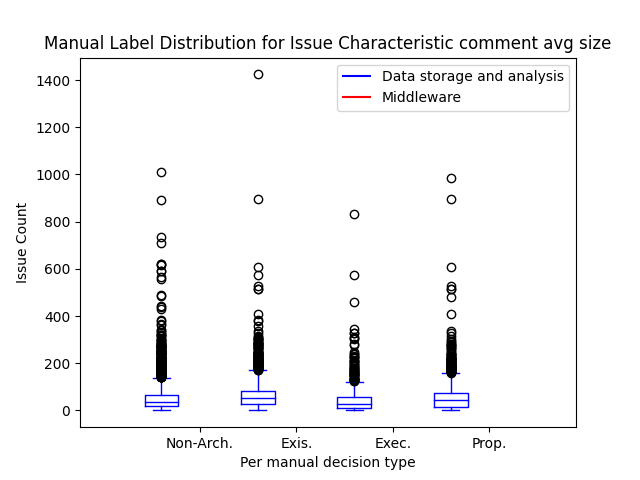 Manual Label Distribution for Issue Characteristic comment avg size
Data storage and analysis
Middleware
Issue Count
1400
1200
1000
800
600
400
200
0
Non-Arch.
Exis.
Exec.
Prop.
Per manual decision type